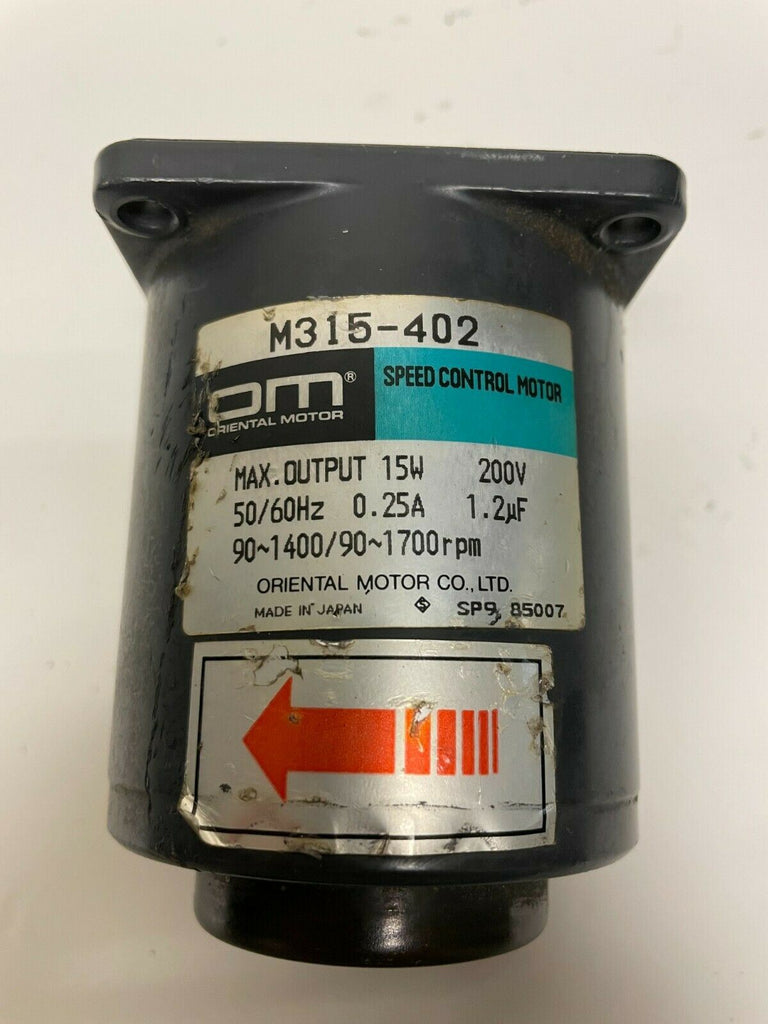 M315-402
om®
ORIENTAL MOTOR
SPEED CONTROL MOTOR
MAX.OUTPUT 15W 200V
50/60Hz 0.25A 1.2µF
90~1400/90~1700rpm
ORIENTAL MOTOR CO.,LTD.
MADE IN JAPAN S SP9 85007